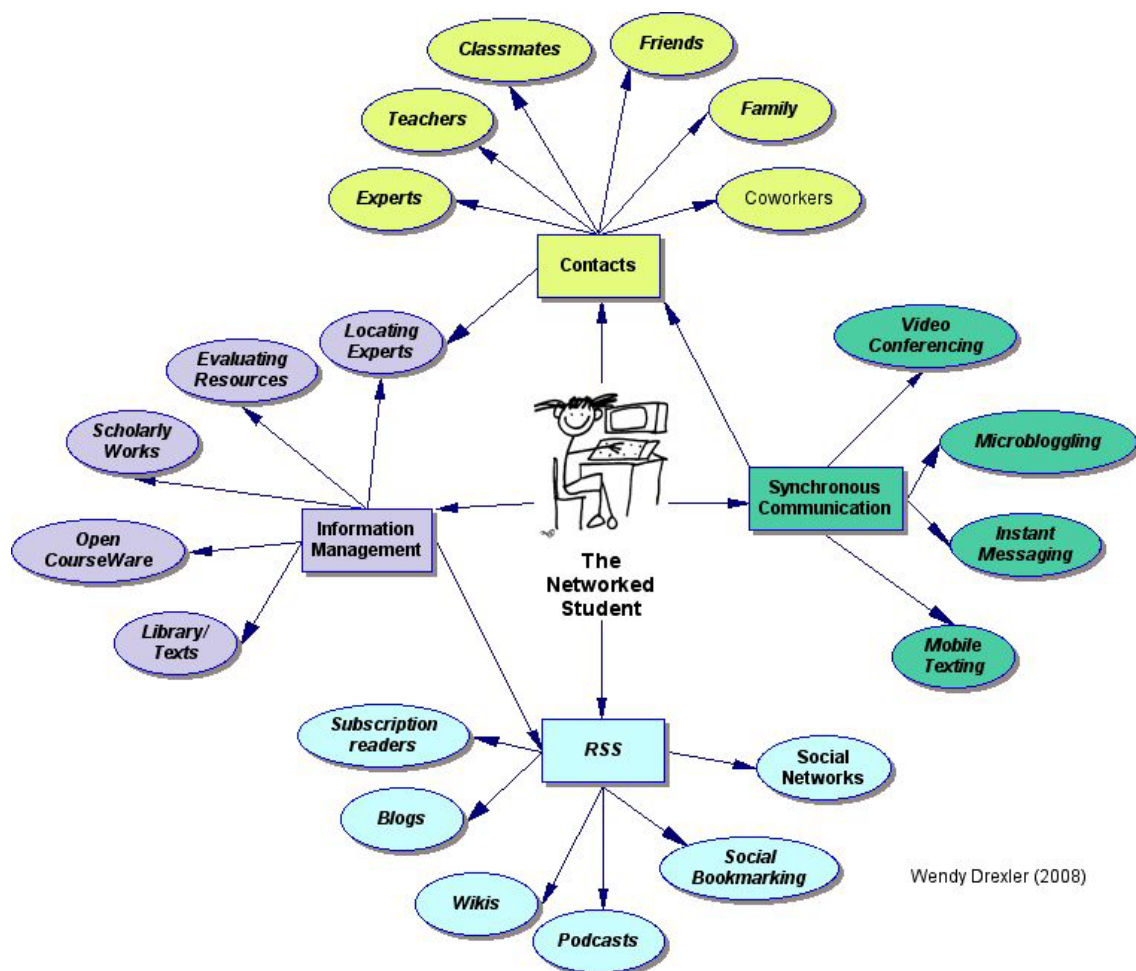 Classmates
Friends
Teachers
Family
Experts
Coworkers
Contacts
Locating
Experts
Evaluating
Resources
Scholarly
Works
Open
CourseWare
Library/
Texts
Information
Management
Video
Conferencing
Microbloggling
Synchronous
Communication
Instant
Messaging
Mobile
Texting
The
Networked
Student
RSS
Subscription
readers
Blogs
Wikis
Podcasts
Social
Bookmarking
Social
Networks
Wendy Drexler (2008)